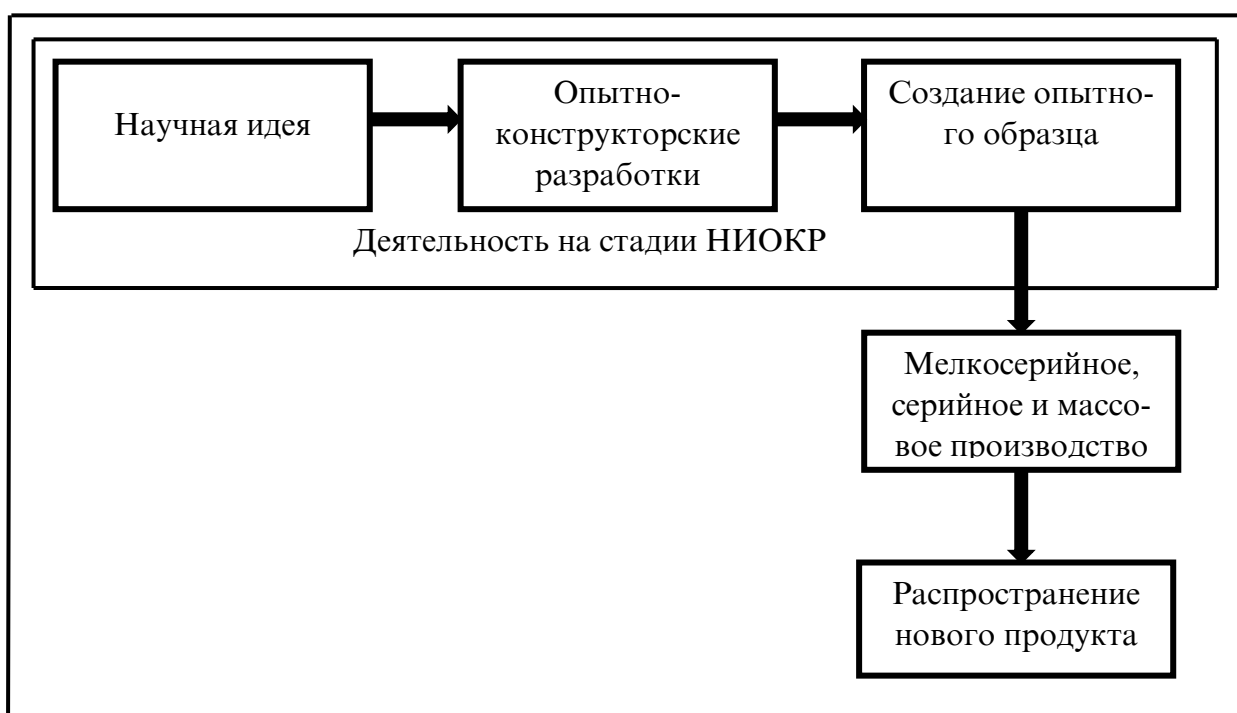 Научная идея
Опытно-
конструкторские
разработки
Создание опытно-
го образца
Деятельность на стадии НИОКР
Мелкосерийное,
серийное и массо-
вое производство
Распространение
нового продукта